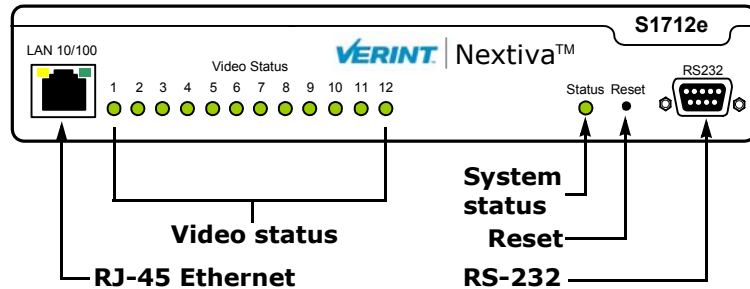 S1712e
LAN 10/100
Video Status
VERINT. Nextiva™
1 2 3 4 5 6 7 8 9 10 11 12
Status Reset
RS232
System status
Video status
Reset
RJ-45 Ethernet
RS-232